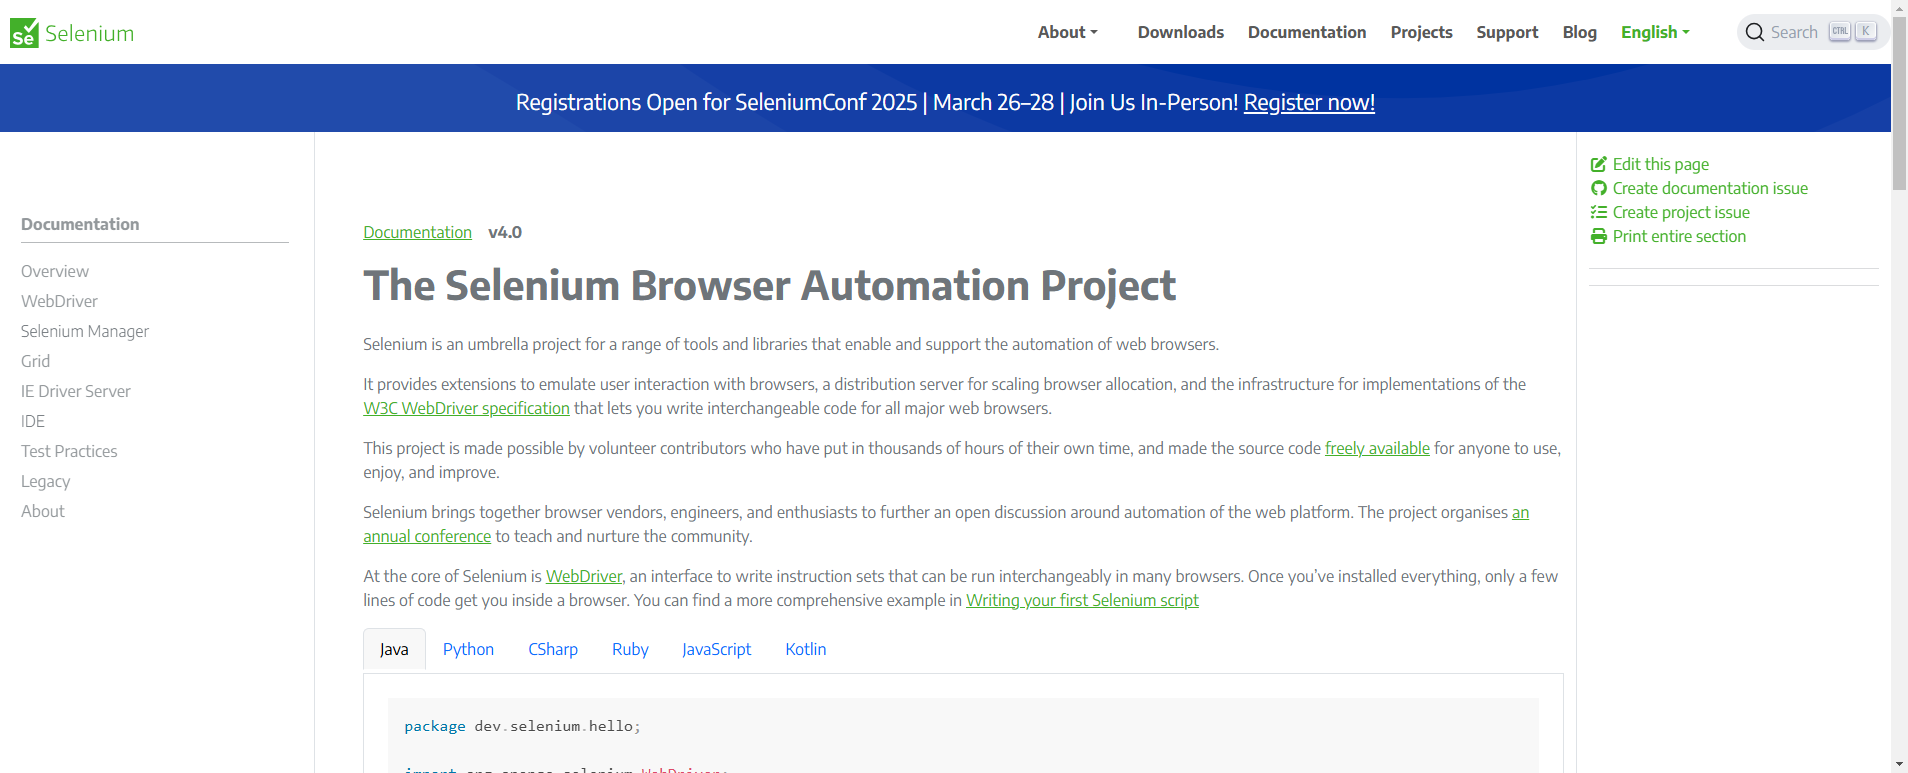 Se Selenium
About
Downloads
Documentation
Projects
Support
Blog
English
Search
CTRL
K
Registrations Open for SeleniumConf 2025 | March 26–28 | Join Us In-Person! Register now!
Documentation
Overview
WebDriver
Selenium Manager
Grid
IE Driver Server
IDE
Test Practices
Legacy
About
Documentation v4.0
The Selenium Browser Automation Project
Selenium is an umbrella project for a range of tools and libraries that enable and support the automation of web browsers.
It provides extensions to emulate user interaction with browsers, a distribution server for scaling browser allocation, and the infrastructure for implementations of the
W3C WebDriver specification that lets you write interchangeable code for all major web browsers.
This project is made possible by volunteer contributors who have put in thousands of hours of their own time, and made the source code freely available for anyone to use,
enjoy, and improve.
Selenium brings together browser vendors, engineers, and enthusiasts to further an open discussion around automation of the web platform. The project organises an
annual conference to teach and nurture the community.
At the core of Selenium is WebDriver, an interface to write instruction sets that can be run interchangeably in many browsers. Once you’ve installed everything, only a few
lines of code get you inside a browser. You can find a more comprehensive example in Writing your first Selenium script
Java
Python
CSharp
Ruby
JavaScript
Kotlin
package dev.selenium.hello;
import org.openqa.selenium.WebDriver;
Edit this page
Create documentation issue
Create project issue
Print entire section